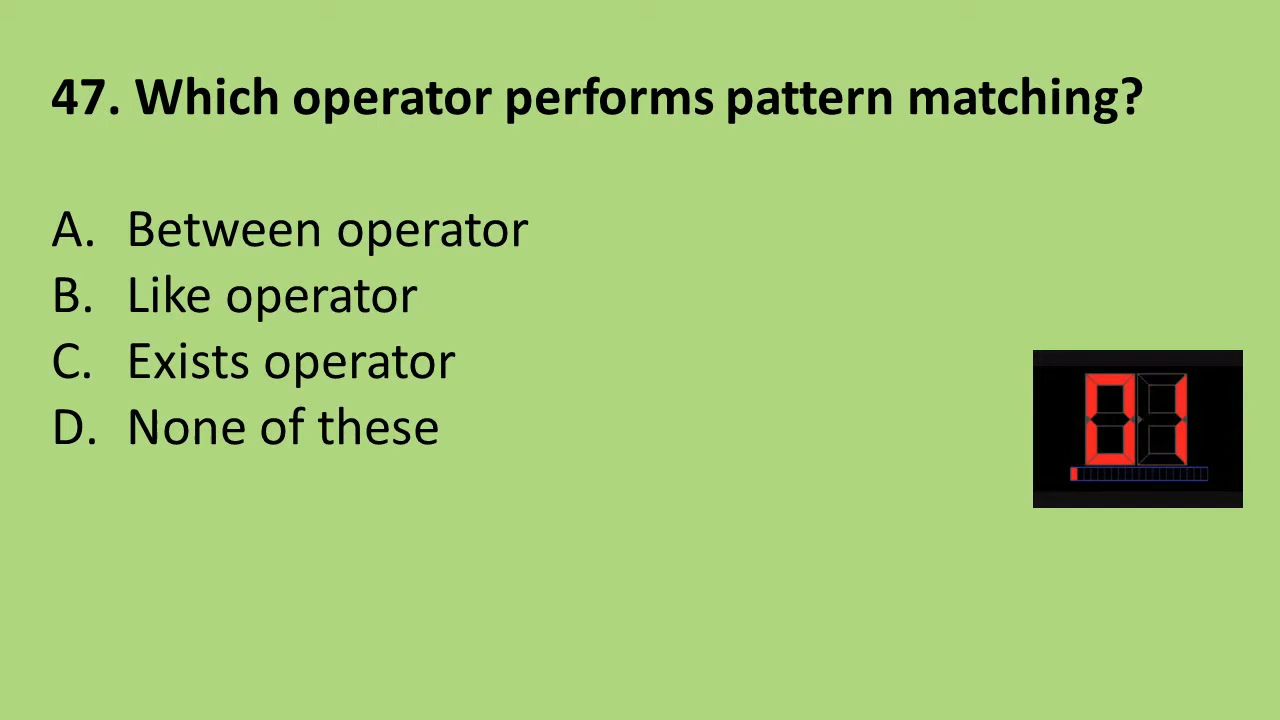 47. Which operator performs pattern matching?
A. Between operator
B. Like operator
C. Exists operator
D. None of these
01